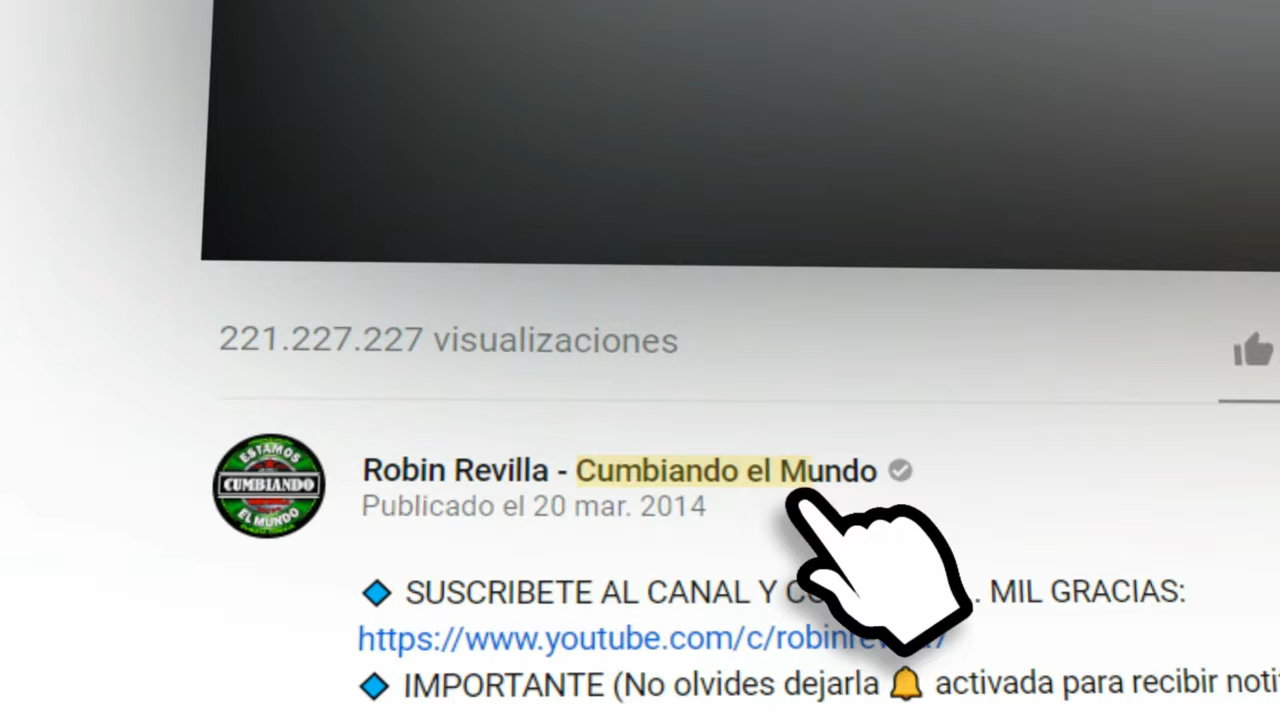 221.227.227 visualizaciones
ESTAMOS
CUMBIANDO
EL MUNDO
Robin Revilla - Cumbiando el Mundo
Publicado el 20 mar. 2014
SUSCRIBETE AL CANAL Y . MIL GRACIAS:
https://www.youtube.com/c/robinrevilla7
IMPORTANTE (No olvides dejarla 🔔 activada para recibir noti